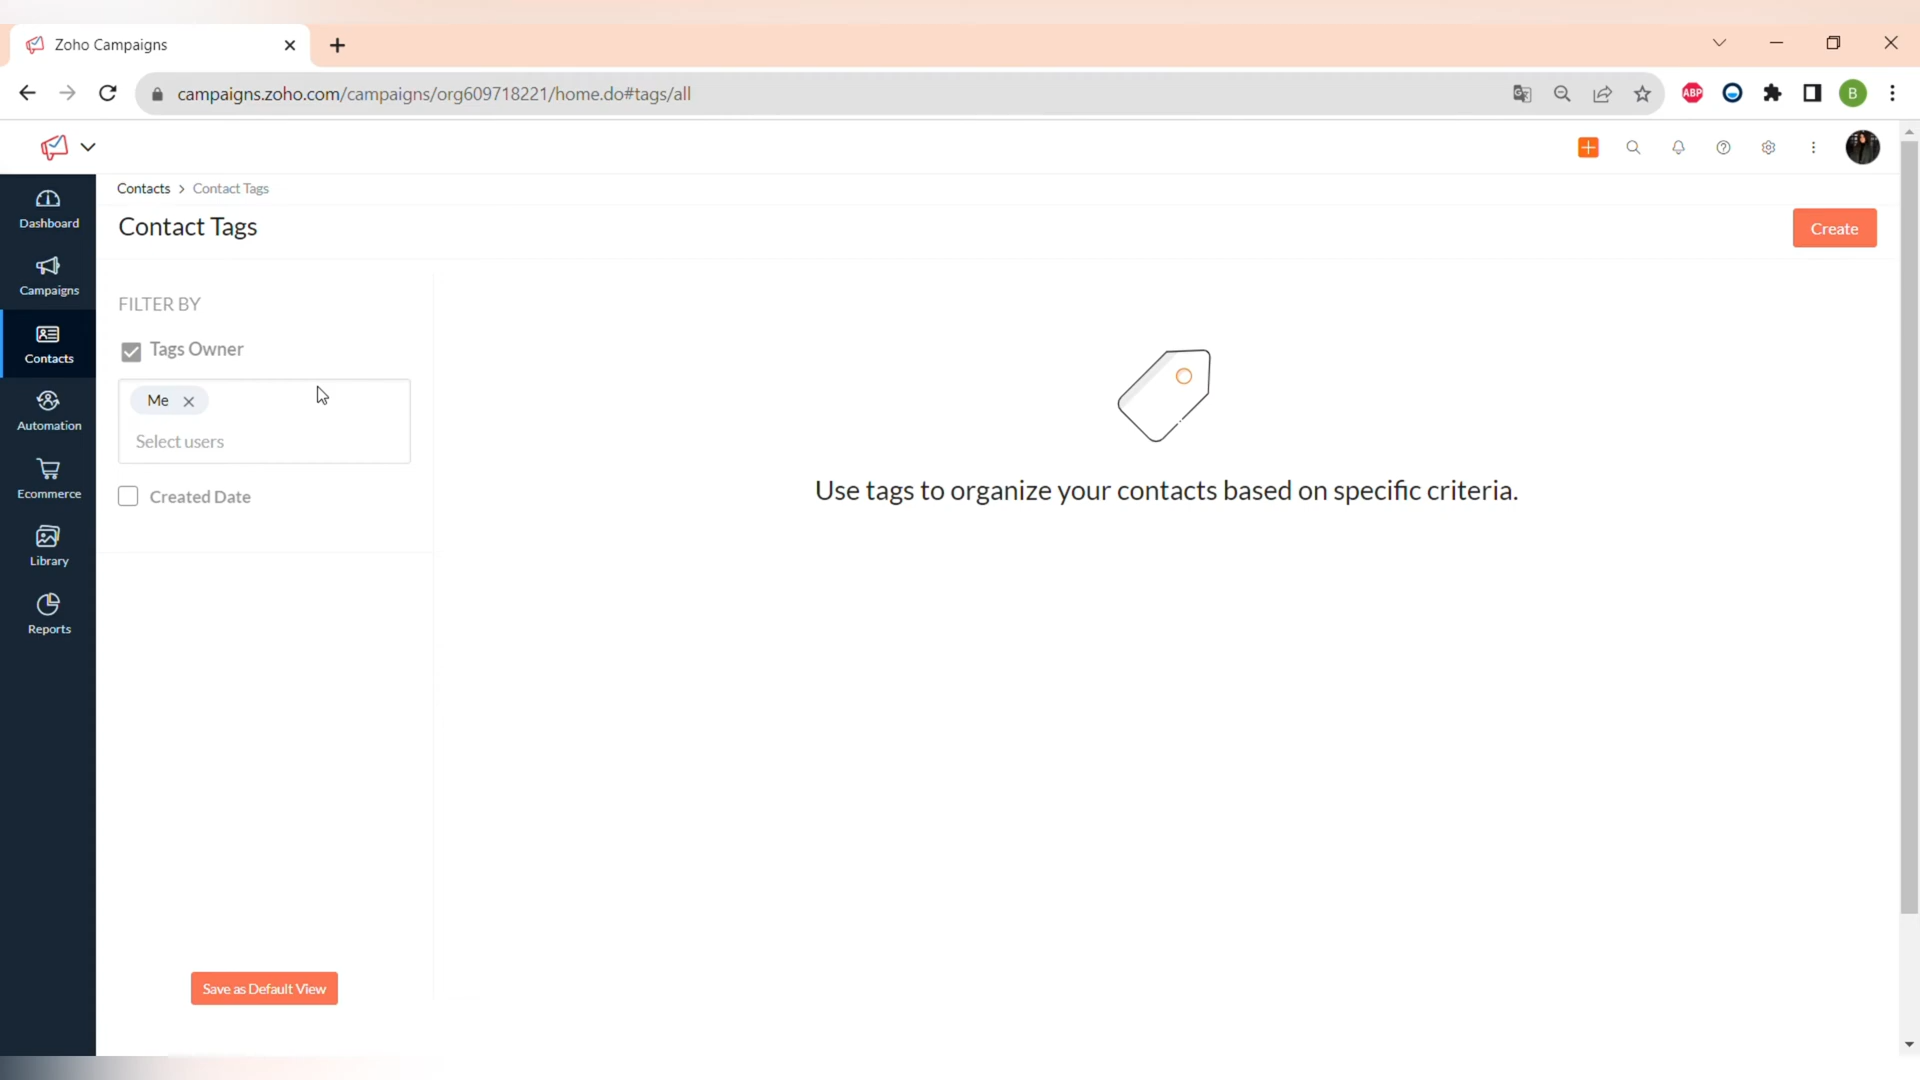 Zoho Campaigns
campaigns.zoho.com/campaigns/org609718221/home.do#tags/all
ABP
B
Contacts > Contact Tags
Contact Tags
Create
Dashboard
Campaigns
Contacts
Automation
Ecommerce
Library
Reports
FILTER BY
Tags Owner
Me
Select users
Created Date
Save as Default View
Use tags to organize your contacts based on specific criteria.